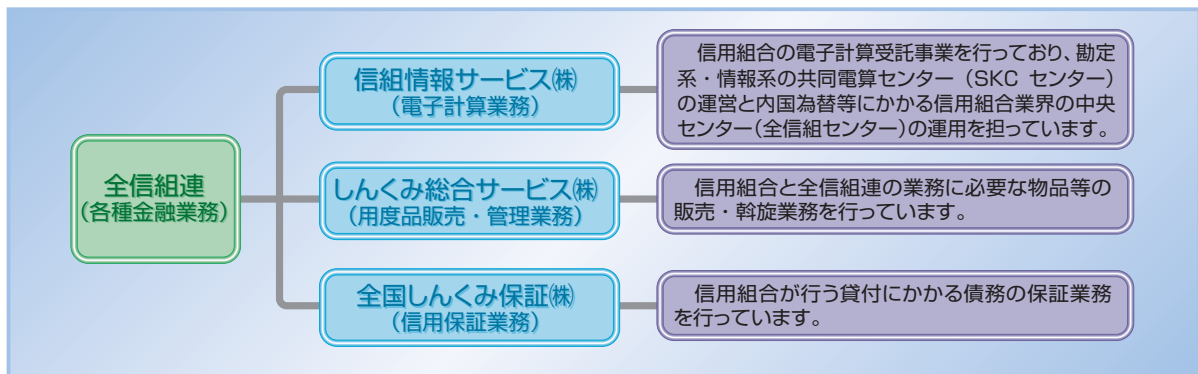 全信組連
(各種金融業務)
信組情報サービス㈱
(電子計算業務)
信用組合の電子計算受託事業を行っており、勘定
系・情報系の共同電算センター(SKC センター)
の運営と内国為替等にかかる信用組合業界の中央
センター(全信組センター)の運用を担っています。
しんくみ総合サービス㈱
(用度品販売・管理業務)
信用組合と全信組連の業務に必要な物品等の
販売・斡旋業務を行っています。
全国しんくみ保証㈱
(信用保証業務)
信用組合が行う貸付にかかる債務の保証業務
を行っています。